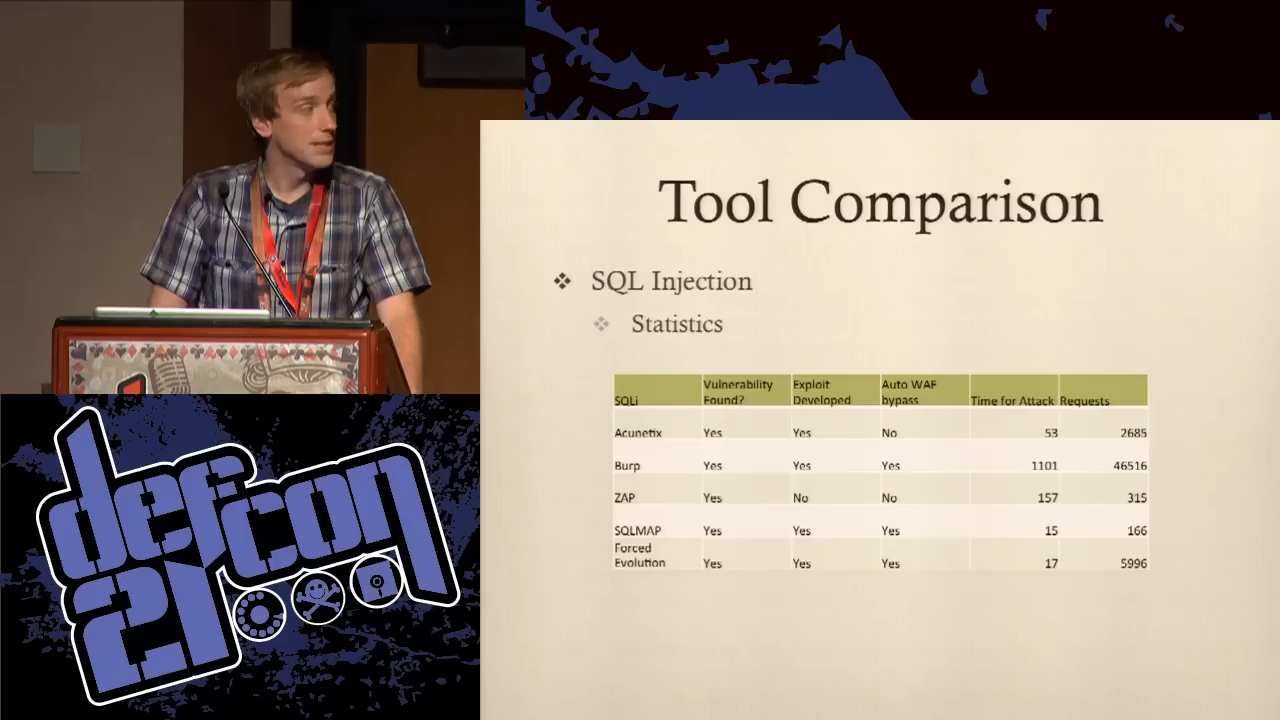 Tool Comparison
SQL Injection
Statistics
SQLi Vulnerability Found? Exploit Developed Auto WAF bypass Time for Attack Requests
Acunetix Yes Yes No 53 2685
Burp Yes Yes Yes 1101 46516
ZAP Yes No No 157 315
SQLMAP Yes Yes Yes 15 166
Forced Evolution Yes Yes Yes 17 5996
defcon
21